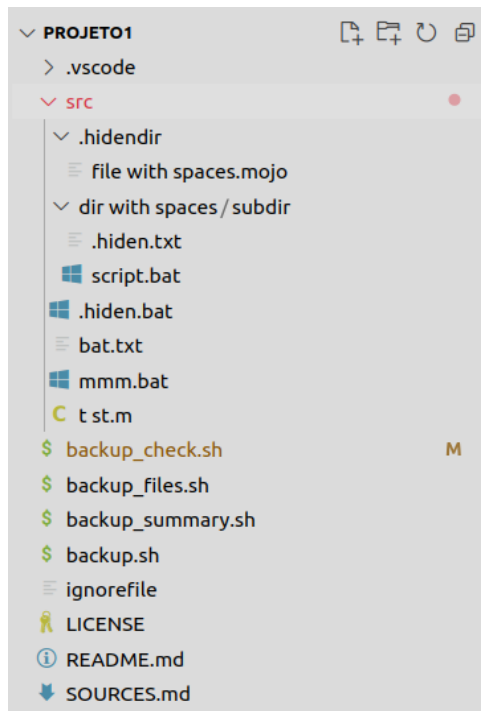 PROJETO1
.vscode
src
.hidendir
file with spaces.mojo
dir with spaces / subdir
.hiden.txt
script.bat
.hiden.bat
bat.txt
mmm.bat
C t st.m
$ backup_check.sh M
$ backup_files.sh
$ backup_summary.sh
$ backup.sh
ignorefile
LICENSE
README.md
SOURCES.md